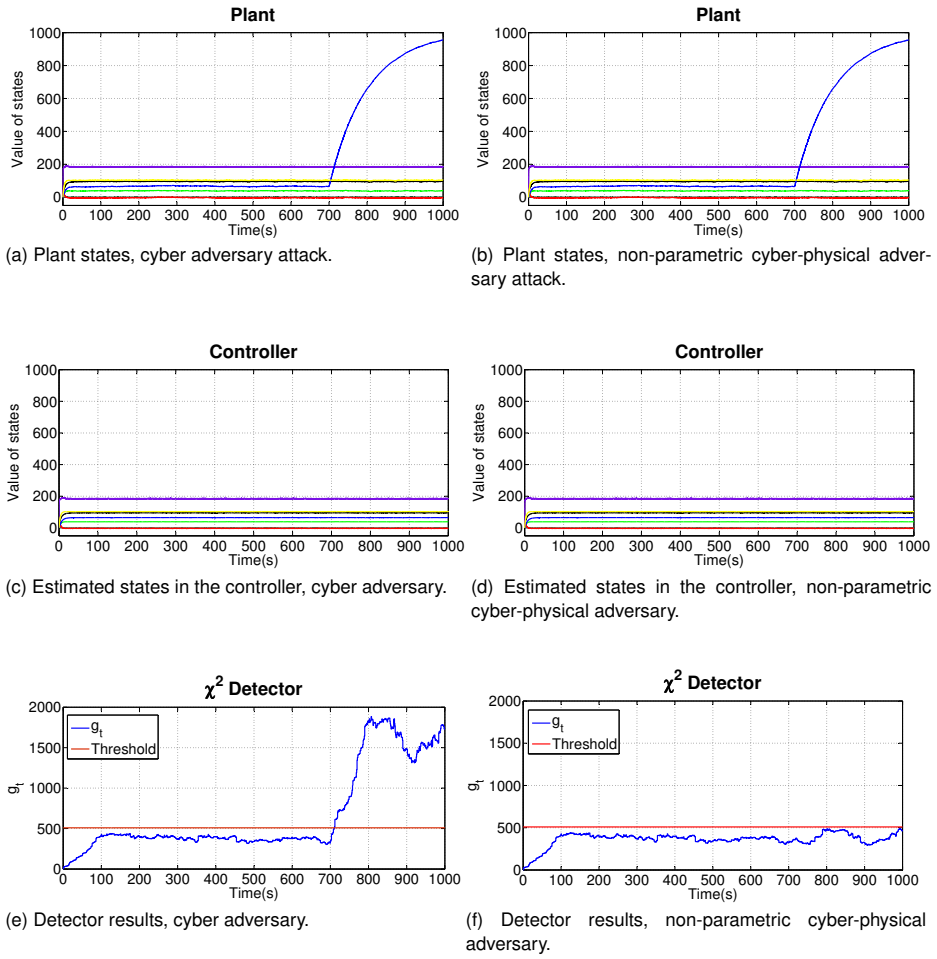 Plant
Value of states
1000
800
600
400
200
0
0 100 200 300 400 500 600 700 800 900 1000
Time(s)
(a) Plant states, cyber adversary attack.
Plant
Value of states
1000
800
600
400
200
0
0 100 200 300 400 500 600 700 800 900 1000
Time(s)
(b) Plant states, non-parametric cyber-physical adver-
sary attack.
Controller
Value of states
1000
800
600
400
200
0
0 100 200 300 400 500 600 700 800 900 1000
Time(s)
(c) Estimated states in the controller, cyber adversary.
Controller
Value of states
1000
800
600
400
200
0
0 100 200 300 400 500 600 700 800 900 1000
Time(s)
(d) Estimated states in the controller, non-parametric
cyber-physical adversary.
χ² Detector
g_t
2000
1500
1000
500
0
g_t
Threshold
0 100 200 300 400 500 600 700 800 900 1000
Time(s)
(e) Detector results, cyber adversary.
χ² Detector
g_t
2000
1500
1000
500
0
g_t
Threshold
0 100 200 300 400 500 600 700 800 900 1000
Time(s)
(f) Detector results, non-parametric cyber-physical
adversary.